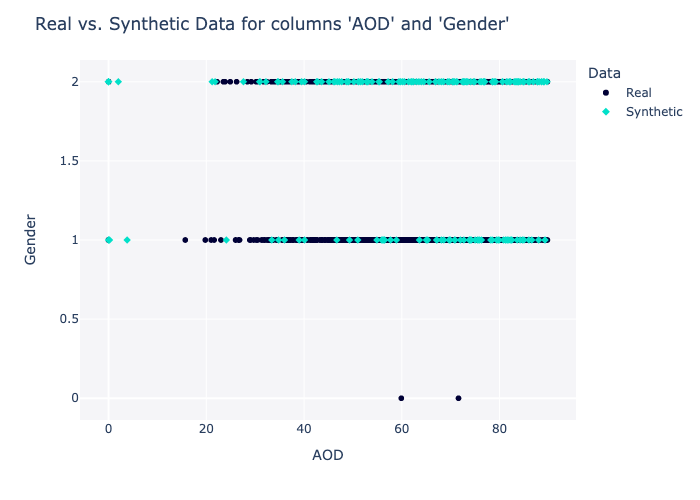 Real vs. Synthetic Data for columns 'AOD' and 'Gender'
Data
Real
Synthetic
2
1.5
1
0.5
0
Gender
0
20
40
60
80
AOD